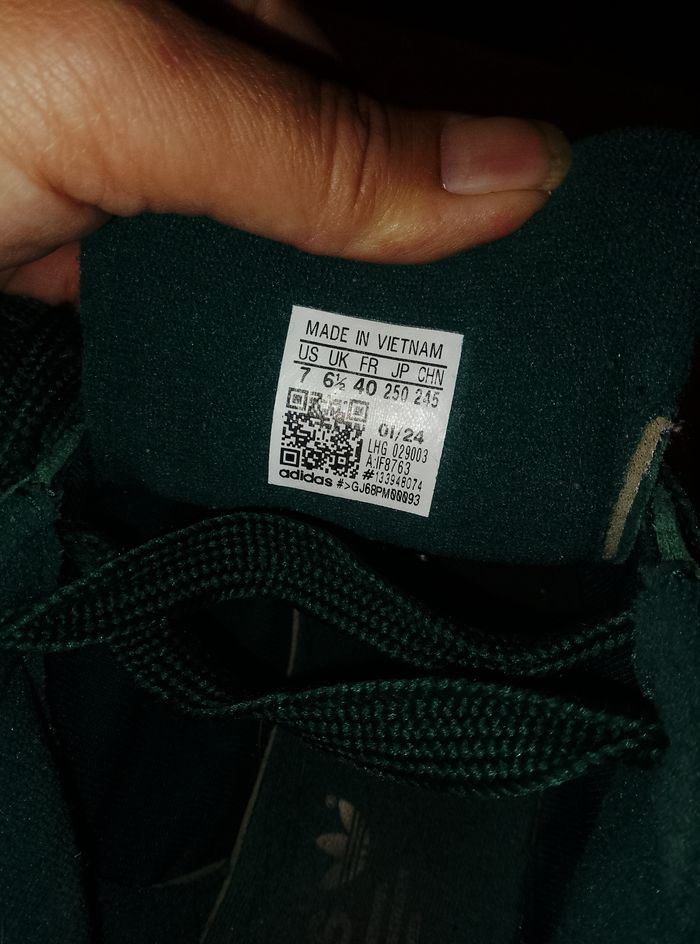 MADE IN VIETNAM
US UK FR JP CHN
7 6½ 40 250 245
01/24
LHG 029003
A:IF8763
#133948074
adidas #>GJ68PM00093